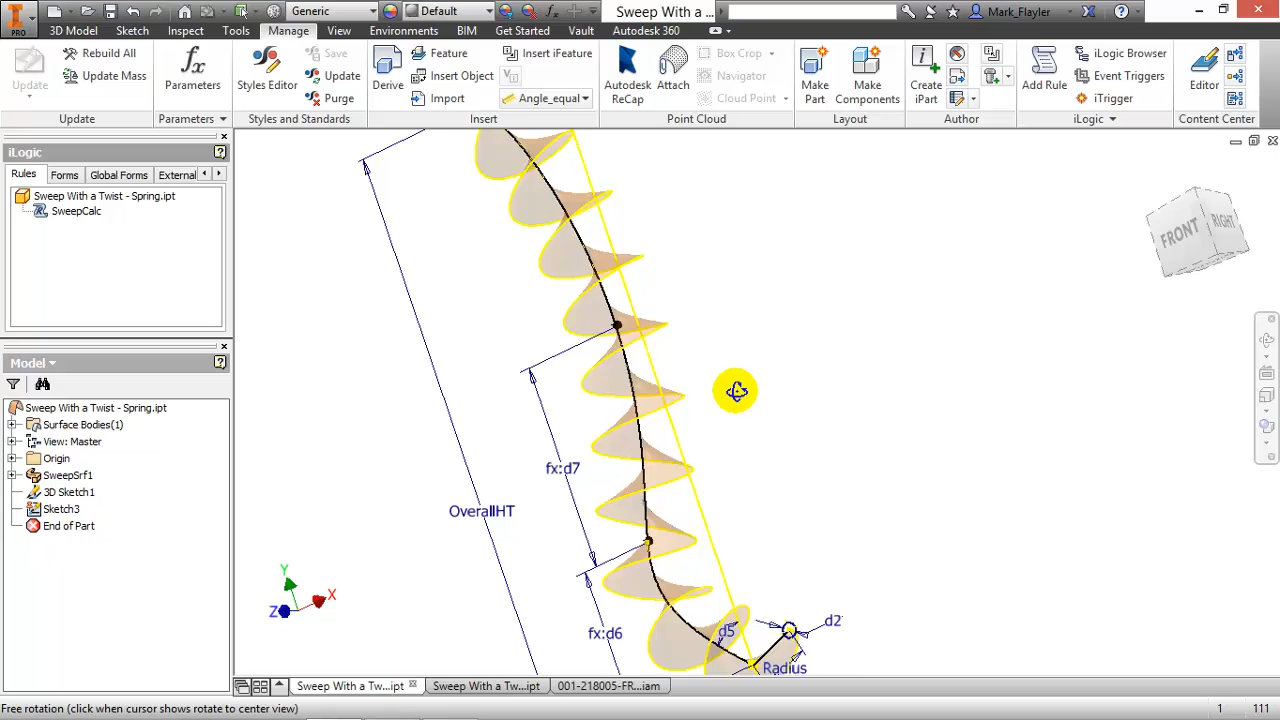 PRO
Generic
Default
Sweep With a ...
Mark_Flayler
3D Model Sketch Inspect Tools Manage View Environments BIM Get Started Vault Autodesk 360
Update
Rebuild All
Update Mass
Update
Parameters
Parameters
Styles Editor
Save
Update
Purge
Styles and Standards
Derive
Feature
Insert Object
Import
Insert iFeature
Angle_equal
Insert
Autodesk ReCap
Attach
Box Crop
Navigator
Cloud Point
Point Cloud
Make Part
Make Components
Layout
Create iPart
Author
Add Rule
iLogic Browser
Event Triggers
iTrigger
iLogic
Editor
Content Center
iLogic
Rules Forms Global Forms External
Sweep With a Twist - Spring.ipt
SweepCalc
Model
Sweep With a Twist - Spring.ipt
Surface Bodies(1)
View: Master
Origin
SweepSrf1
3D Sketch1
Sketch3
End of Part
FRONT
RIGHT
fx:d7
OverallHT
fx:d6
d5
d2
Radius
Y
X
Z
Sweep With a Tw...ipt Sweep With a Tw...ipt 001-218005-FR...iam
Free rotation (click when cursor shows rotate to center view) 1 111